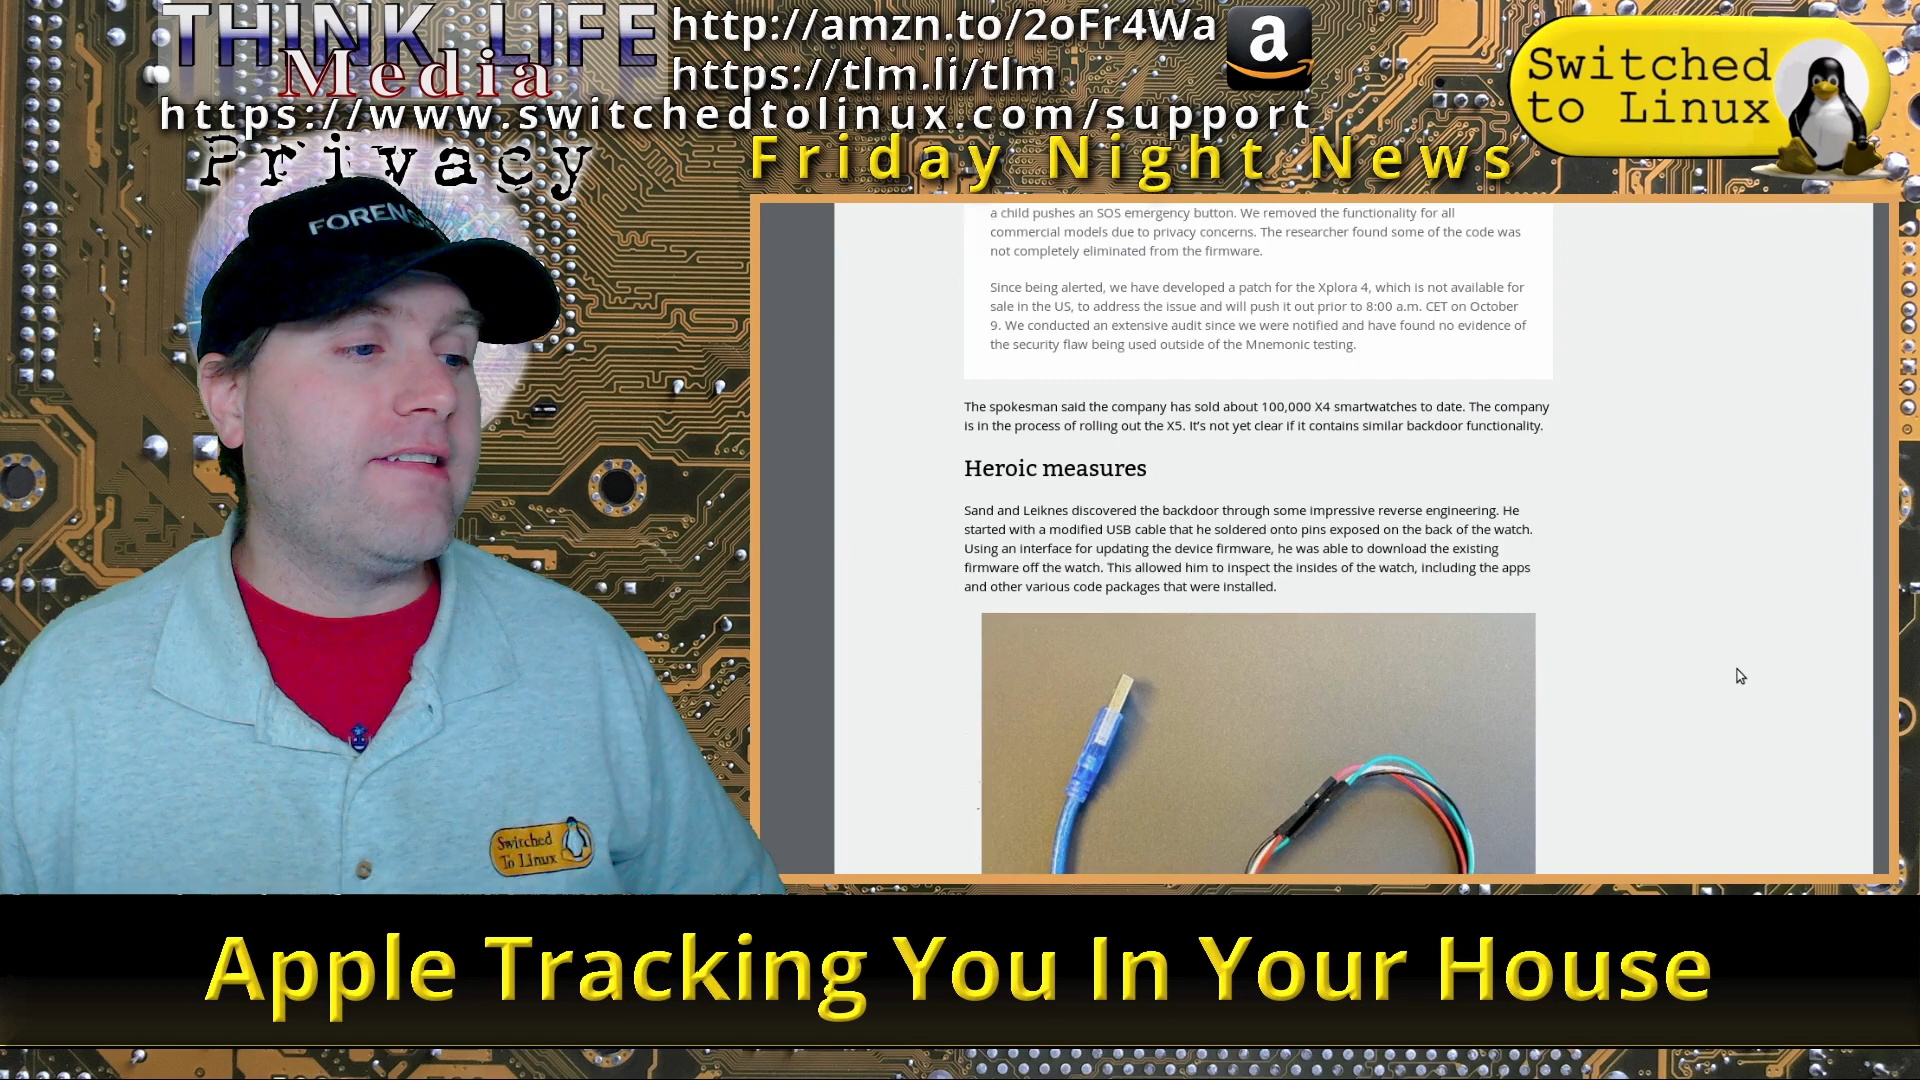 THINK LIFE
Media
http://amzn.to/2oFr4Wa
a
https://tlm.li/tlm
https://www.switchedtolinux.com/support
Switched
to Linux
Privacy
Friday Night News
FORENS
a child pushes an SOS emergency button. We removed the functionality for all
commercial models due to privacy concerns. The researcher found some of the code was
not completely eliminated from the firmware.
Since being alerted, we have developed a patch for the Xplora 4, which is not available for
sale in the US, to address the issue and will push it out prior to 8:00 a.m. CET on October
9. We conducted an extensive audit since we were notified and have found no evidence of
the security flaw being used outside of the Mnemonic testing.
The spokesman said the company has sold about 100,000 X4 smartwatches to date. The company
is in the process of rolling out the X5. It’s not yet clear if it contains similar backdoor functionality.
Heroic measures
Sand and Leiknes discovered the backdoor through some impressive reverse engineering. He
started with a modified USB cable that he soldered onto pins exposed on the back of the watch.
Using an interface for updating the device firmware, he was able to download the existing
firmware off the watch. This allowed him to inspect the insides of the watch, including the apps
and other various code packages that were installed.
Switched
To Linux
Apple Tracking You In Your House